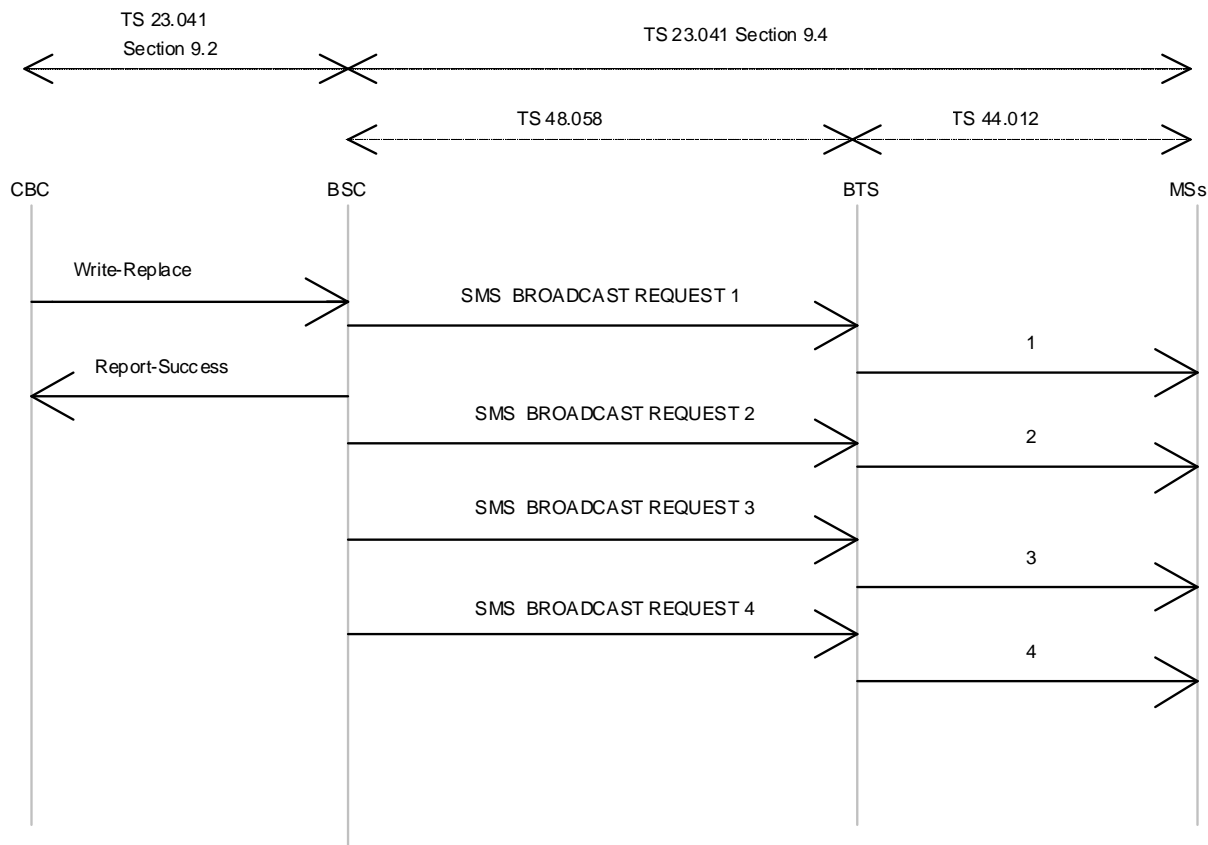 TS 23.041
Section 9.2
TS 23.041 Section 9.4
TS 48.058
TS 44.012
CBC
BSC
BTS
MSs
Write-Replace
SMS BROADCAST REQUEST 1
1
Report-Success
SMS BROADCAST REQUEST 2
2
SMS BROADCAST REQUEST 3
3
SMS BROADCAST REQUEST 4
4